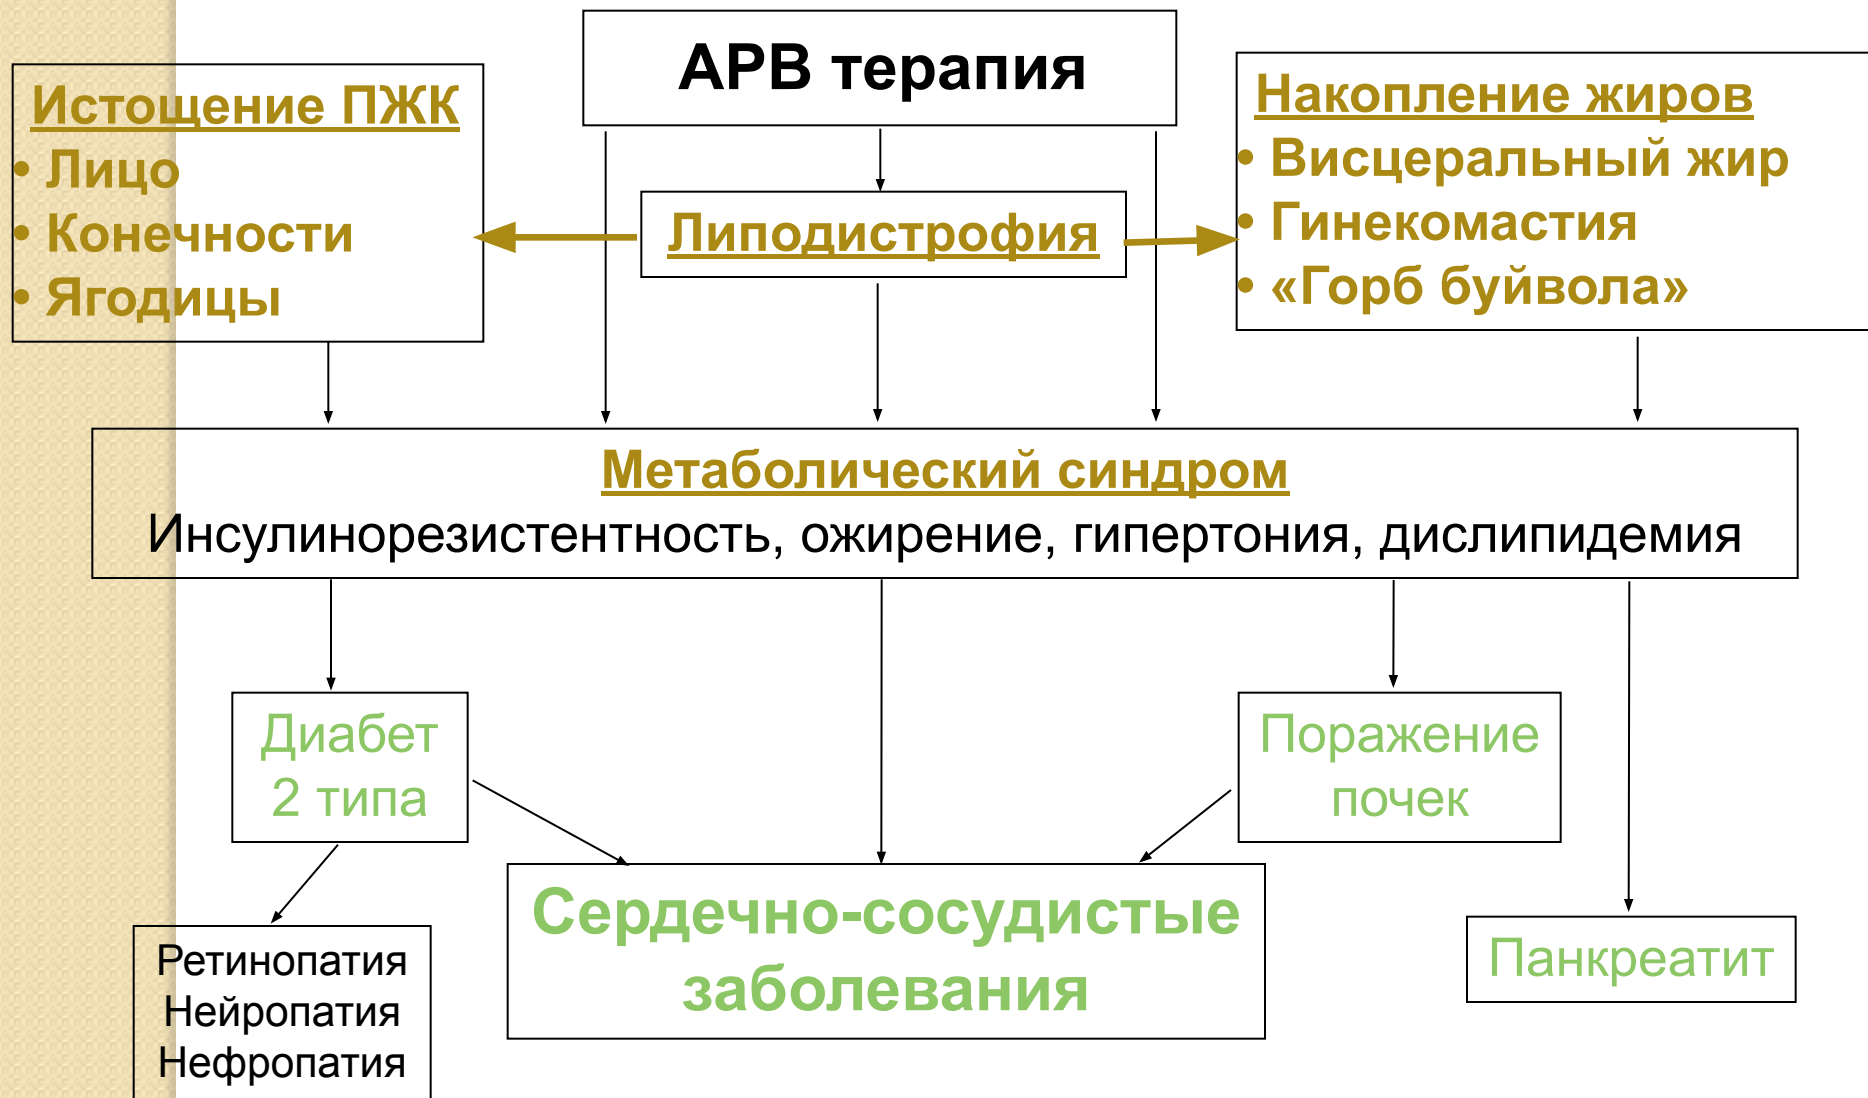 АРВ терапия
Истощение ПЖК
• Лицо
• Конечности
• Ягодицы
Липодистрофия
Накопление жиров
• Висцеральный жир
• Гинекомастия
• «Горб буйвола»
Метаболический синдром
Инсулинорезистентность, ожирение, гипертония, дислипидемия
Диабет
2 типа
Поражение
почек
Сердечно-сосудистые
заболевания
Панкреатит
Ретинопатия
Нейропатия
Нефропатия